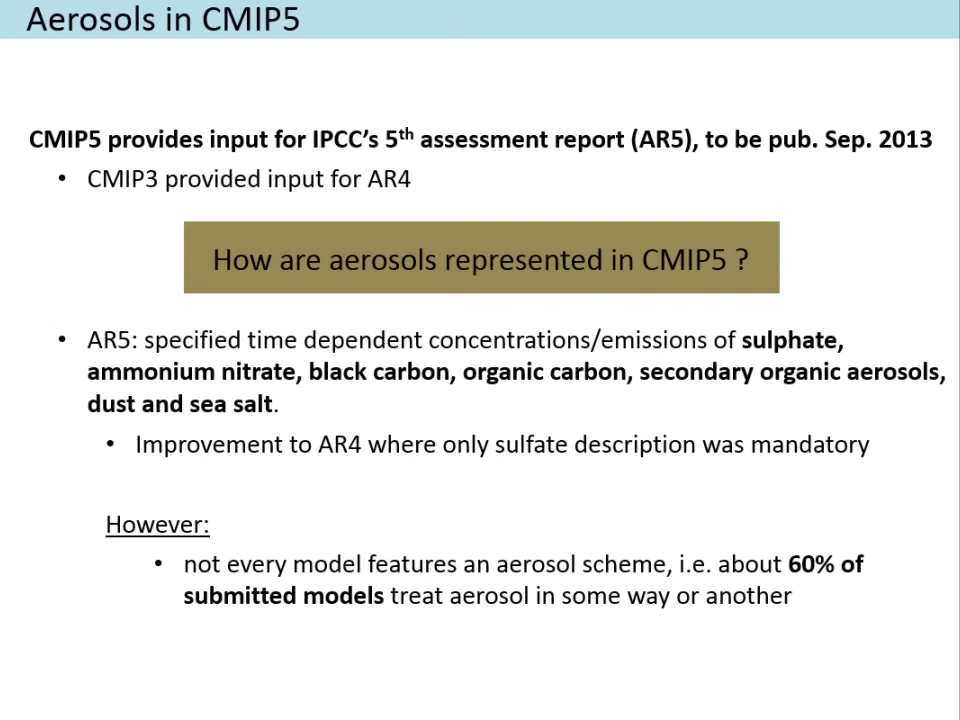 Aerosols in CMIP5
CMIP5 provides input for IPCC's 5th assessment report (AR5), to be pub. Sep. 2013
• CMIP3 provided input for AR4
How are aerosols represented in CMIP5 ?
• AR5: specified time dependent concentrations/emissions of sulphate,
ammonium nitrate, black carbon, organic carbon, secondary organic aerosols,
dust and sea salt.
• Improvement to AR4 where only sulfate description was mandatory
However:
• not every model features an aerosol scheme, i.e. about 60% of
submitted models treat aerosol in some way or another